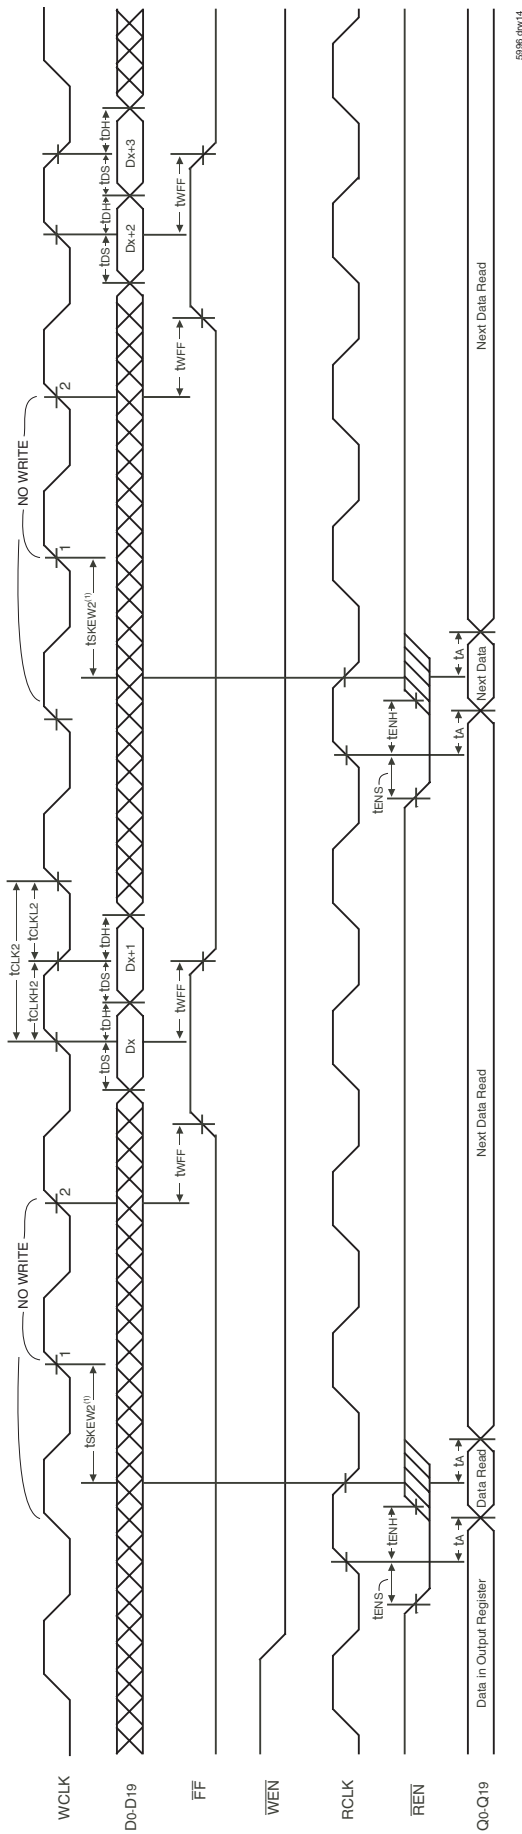 NO WRITE
NO WRITE
tCLK2
tCLKH2
tCLKL2
WCLK
1
2
1
2
tSKEW2(1)
tDS
tDH
tDS
tDH
tSKEW2(1)
tDS
tDH
tDS
tDH
D0-D19
Dx
Dx+1
Dx+2
Dx+3
tWFF
tWFF
tWFF
tWFF
FF
WEN
RCLK
tENS
tENH
tENS
tENH
REN
tA
tA
tA
tA
Q0-Q19
Data in Output Register
Data Read
Next Data Read
Next Data
Next Data Read
5996 drw14